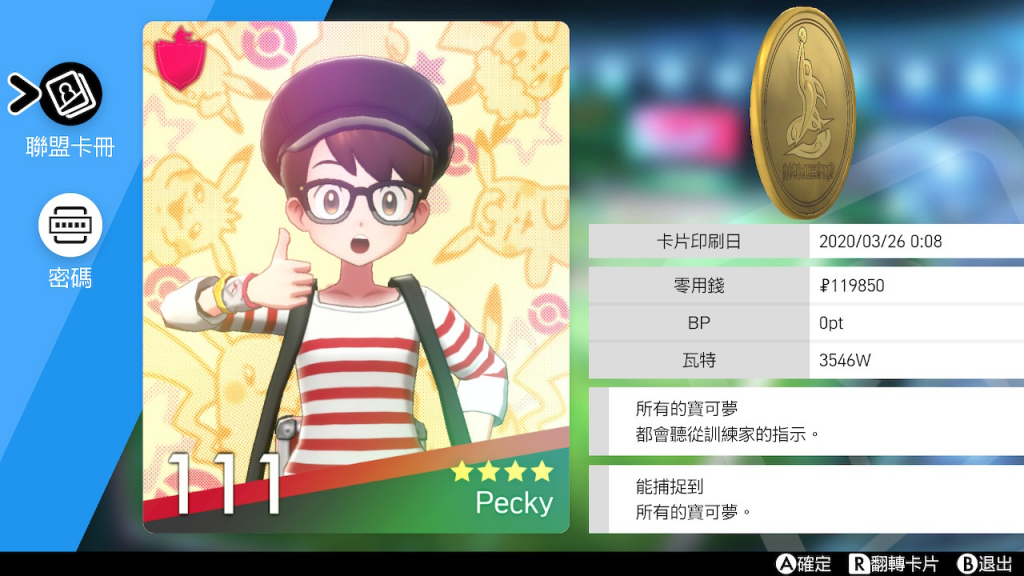 聯盟卡冊
密碼
111
Pecky
卡片印刷日 2020/03/26 0:08
零用錢 ₽119850
BP 0pt
瓦特 3546W
所有的寶可夢
都會聽從訓練家的指示。
能捕捉到
所有的寶可夢。
A確定 R翻轉卡片 B退出